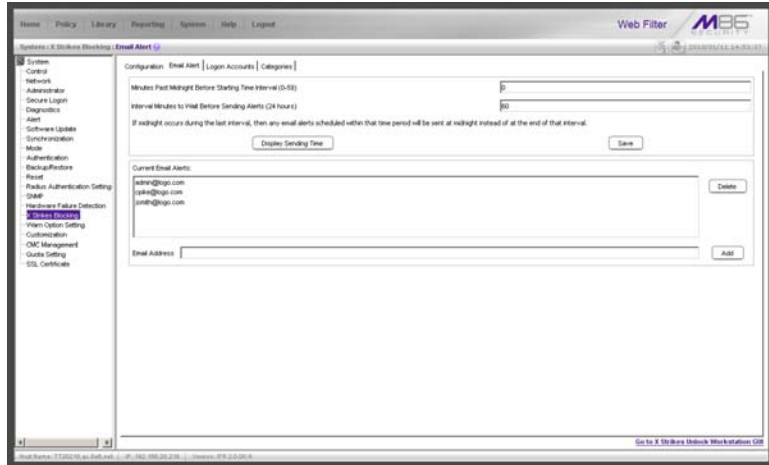 Home Policy Library Reporting System Help Logout
Web Filter
M86 SECURITY
System : X Strikes Blocking : Email Alert
System
Control
Network
Administrator
Secure Logon
Diagnostics
Alert
Software Update
Synchronization
Mode
Authentication
Backup/Restore
Reset
Radius Authentication Setting
SNMP
Hardware Failure Detection
X Strikes Blocking
Warn Option Setting
Customization
CMC Management
Quota Setting
SSL Certificate
Configuration Email Alert Logon Accounts Categories
Minutes Past Midnight Before Starting Time Interval (0-59) 0
Interval Minutes to Wait Before Sending Alerts (24 hours) 60
If midnight occurs during the last interval, then any email alerts scheduled within that time period will be sent at midnight instead of at the end of that interval.
Display Sending Time Save
Current Email Alerts:
admin@logo.com
cpike@logo.com
jsmith@logo.com
Delete
Email Address Add
Go to X Strikes Unlock Workstation GUI
Host Name: IP: Version: